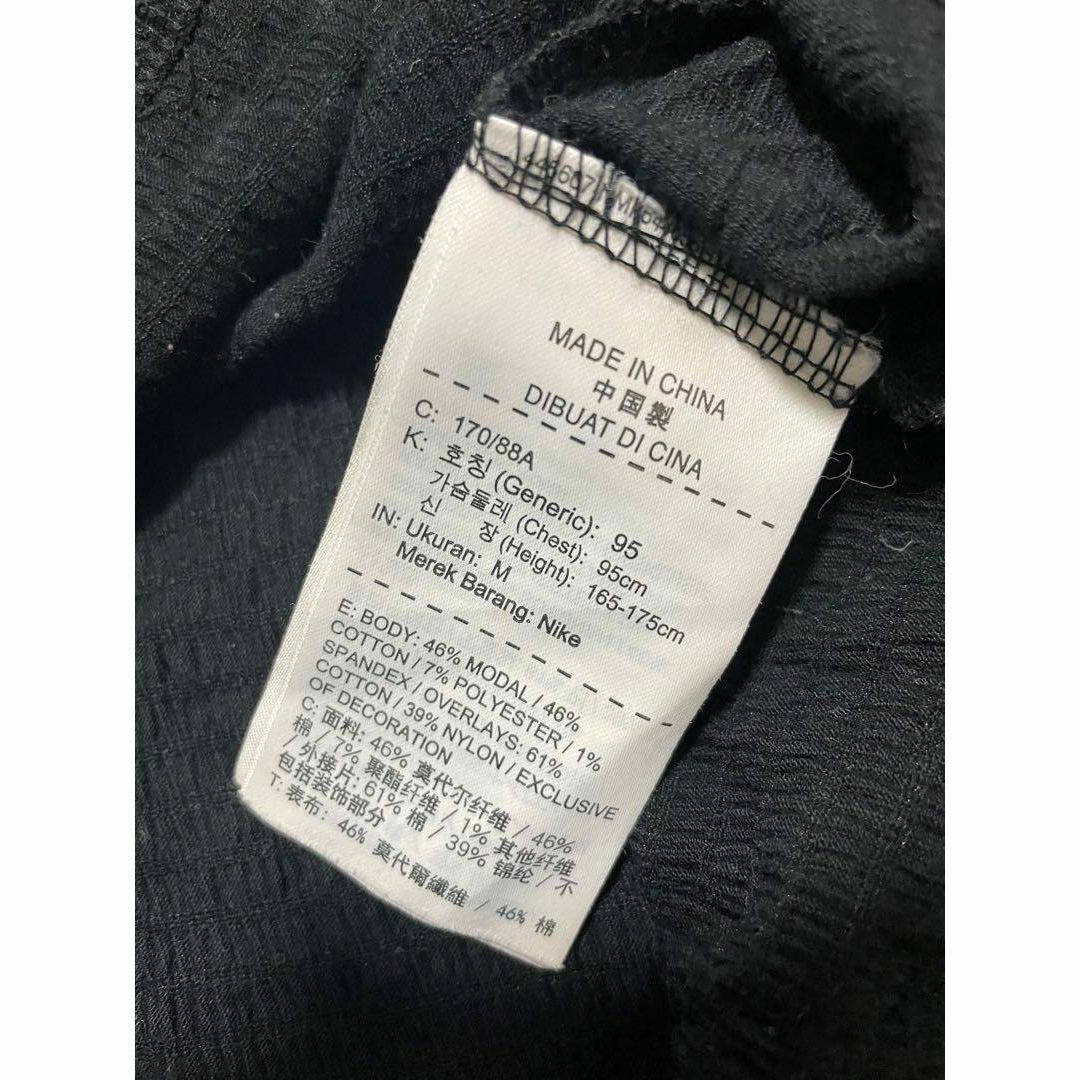 MADE IN CHINA
中国製
DIBUAT DI CINA
C: 170/88A
K: 호칭 (Generic): 95
가슴둘레 (Chest): 95cm
신 장 (Height): 165-175cm
IN: Ukuran: M
Merek Barang: Nike
E: BODY: 46% MODAL / 46%
COTTON / 7% POLYESTER / 1%
SPANDEX / OVERLAYS: 61%
COTTON / 39% NYLON / EXCLUSIVE
OF DECORATION
C: 面料: 46% 莫代尔纤维 / 46%
棉 / 7% 聚酯纤维 / 1% 其他纤维
/ 外接片: 61% 棉 / 39% 锦纶 / 不
包括装饰部分
T: 表布: 46% 莫代爾纖維 / 46% 棉